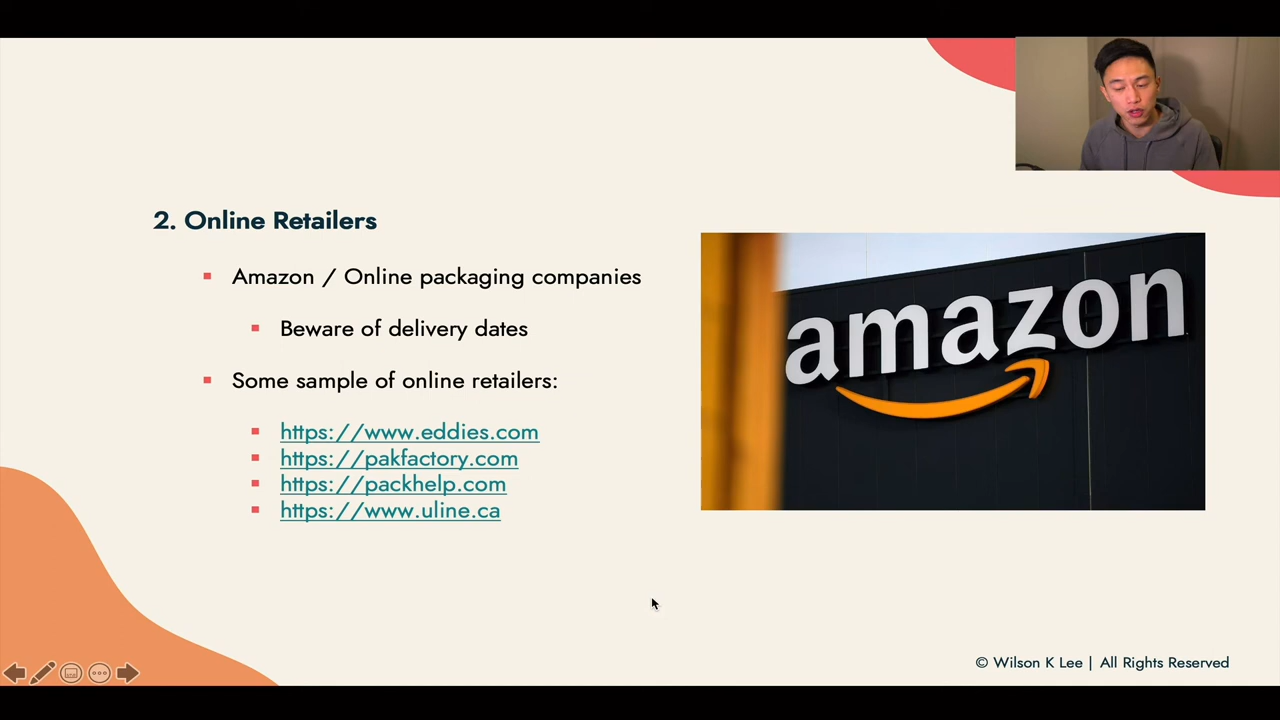 2. Online Retailers
Amazon / Online packaging companies
Beware of delivery dates
Some sample of online retailers:
https://www.eddies.com
https://pakfactory.com
https://packhelp.com
https://www.uline.ca
amazon
© Wilson K Lee | All Rights Reserved